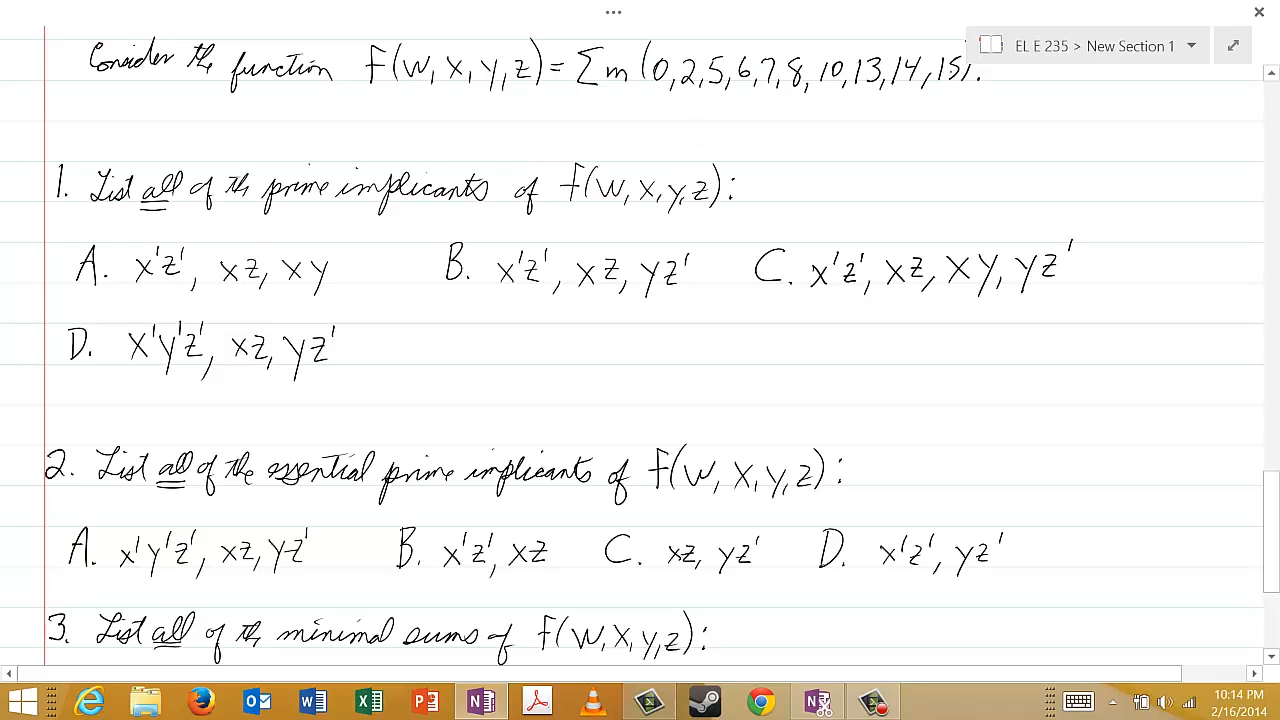 EL E 235 > New Section 1
Consider the function f(w, x, y, z) = Σm (0, 2, 5, 6, 7, 8, 10, 13, 14, 15).
1. List all of the prime implicants of f(w, x, y, z):
A. x'z', xz, xy B. x'z', xz, yz' C. x'z', xz, xy, yz'
D. x'y'z', xz, yz'
2. List all of the essential prime implicants of f(w, x, y, z):
A. x'y'z', xz, yz' B. x'z', xz C. xz, yz' D. x'z', yz'
3. List all of the minimal sums of f(w, x, y, z):
10:14 PM
2/16/2014